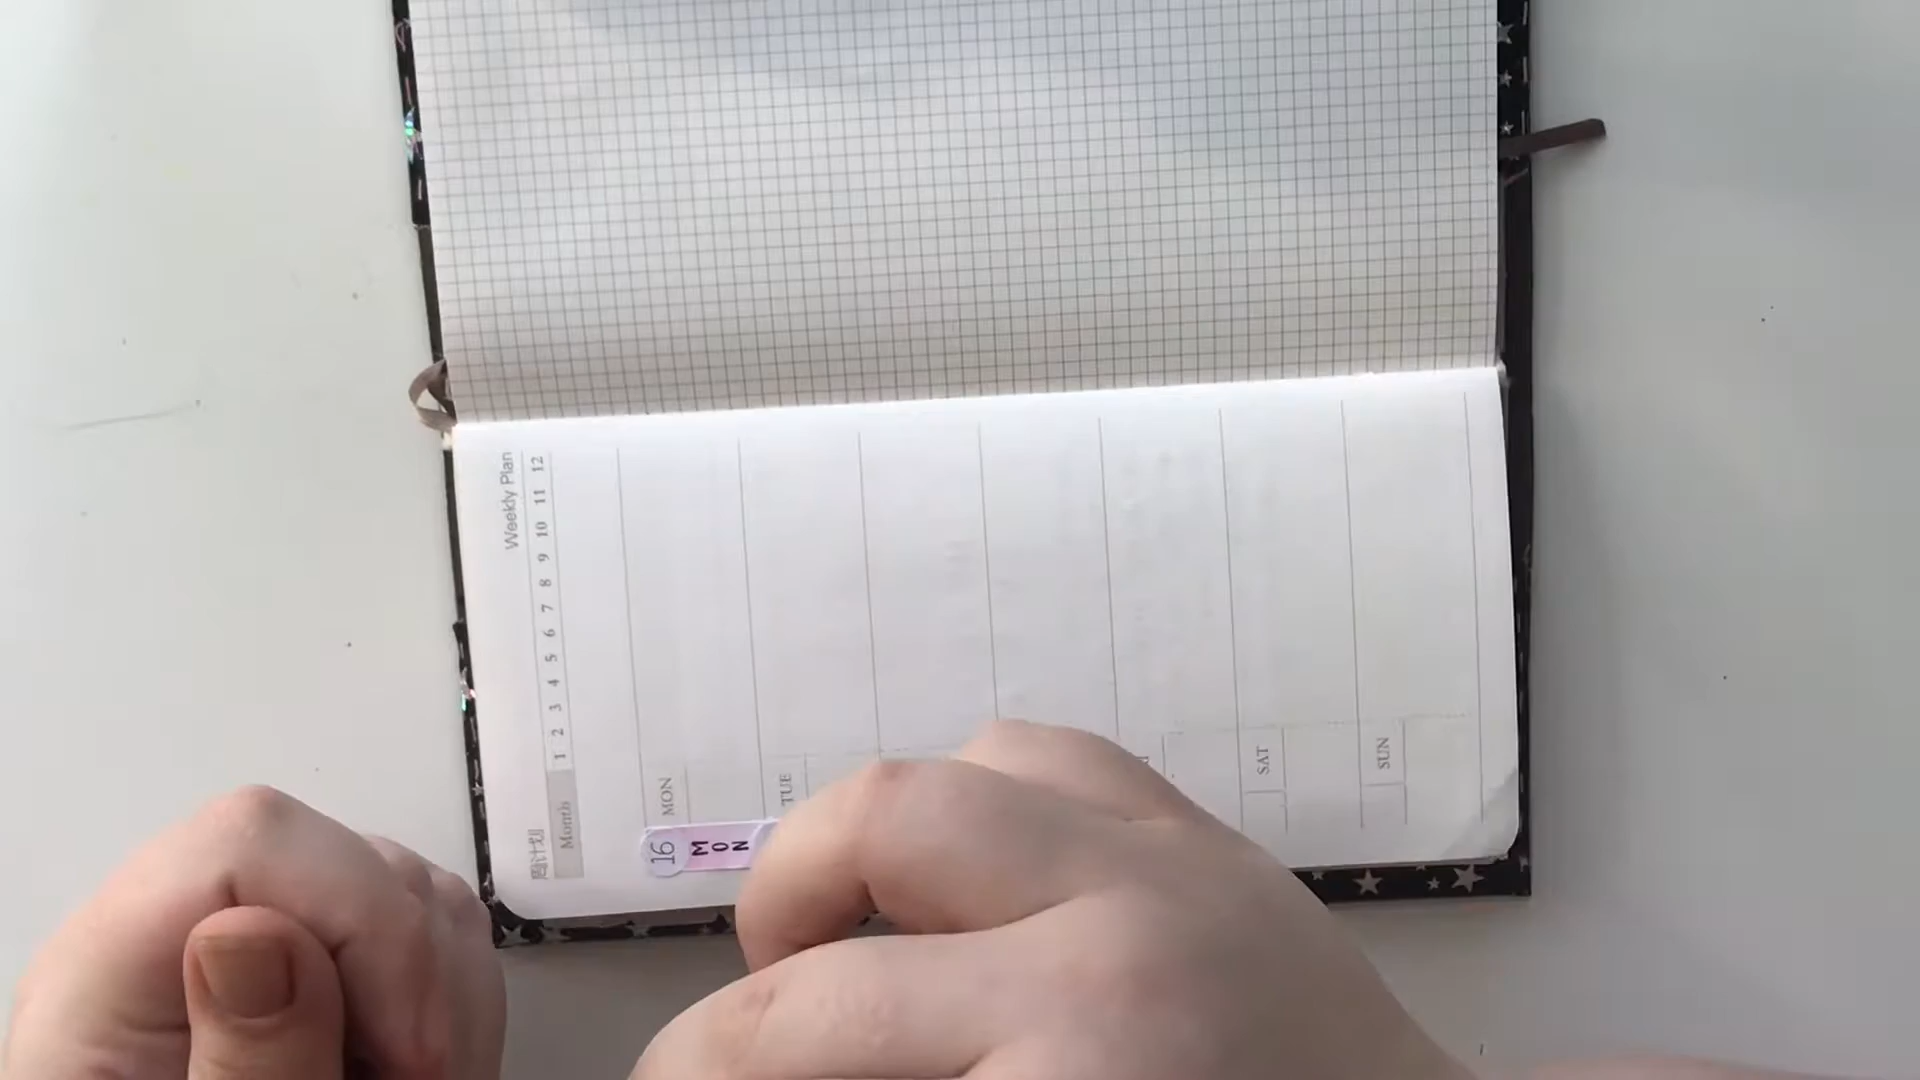 周计划 Weekly Plan
Month 1 2 3 4 5 6 7 8 9 10 11 12
MON
16
MON
TUE
SAT
SUN